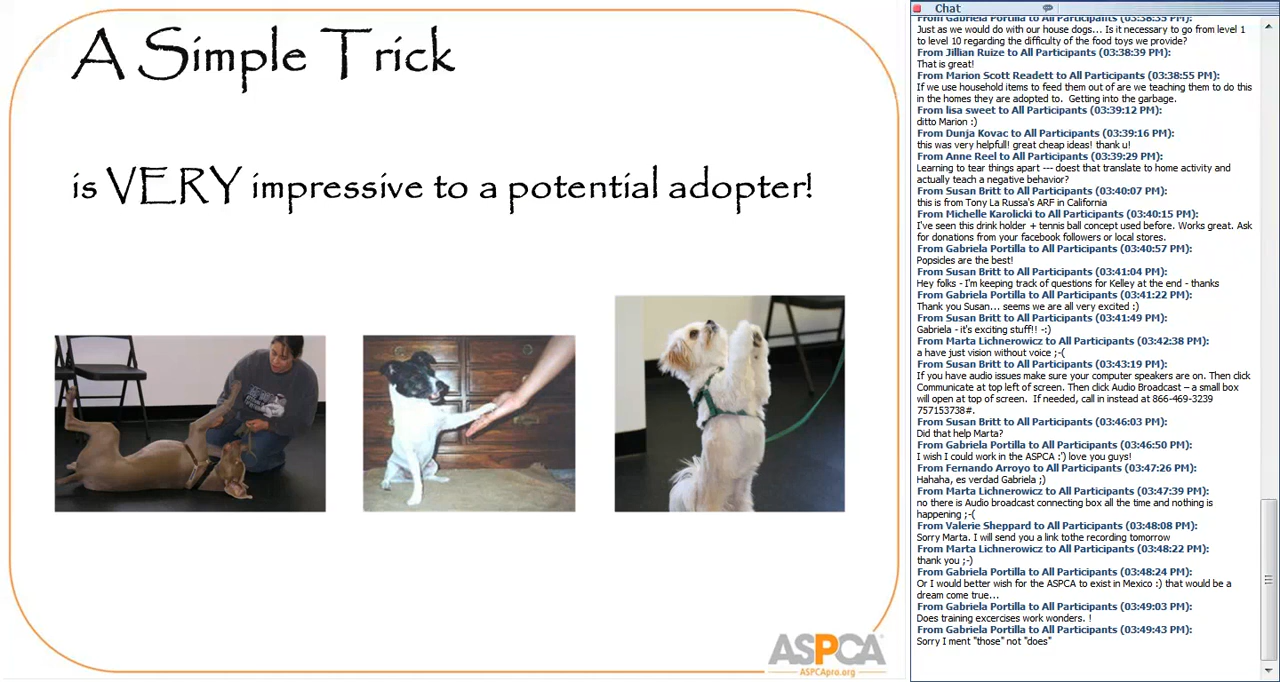 A Simple Trick
is VERY impressive to a potential adopter!
ASPCA
ASPCApro.org
Chat
From Gabriela Portilla to All Participants (03:38:35 PM):
Just as we would do with our house dogs... Is it necessary to go from level 1
to level 10 regarding the difficulty of the food toys we provide?
From Jillian Ruize to All Participants (03:38:39 PM):
That is great!
From Marion Scott Readett to All Participants (03:38:55 PM):
If we use household items to feed them out of are we teaching them to do this
in the homes they are adopted to.  Getting into the garbage.
From lisa sweet to All Participants (03:39:12 PM):
ditto Marion :)
From Dunja Kovac to All Participants (03:39:16 PM):
this was very helpfull! great cheap ideas! thank u!
From Anne Reel to All Participants (03:39:29 PM):
Learning to tear things apart --- doest that translate to home activity and
actually teach a negative behavior?
From Susan Britt to All Participants (03:40:07 PM):
this is from Tony La Russa's ARF in California
From Michelle Karolicki to All Participants (03:40:15 PM):
I've seen this drink holder + tennis ball concept used before. Works great. Ask
for donations from your facebook followers or local stores.
From Gabriela Portilla to All Participants (03:40:57 PM):
Popsicles are the best!
From Susan Britt to All Participants (03:41:04 PM):
Hey folks - I'm keeping track of questions for Kelley at the end - thanks
From Gabriela Portilla to All Participants (03:41:22 PM):
Thank you Susan... seems we are all very excited :)
From Susan Britt to All Participants (03:41:49 PM):
Gabriela - it's exciting stuff!! -:)
From Marta Lichnerowicz to All Participants (03:42:38 PM):
a have just vision without voice ;-(
From Susan Britt to All Participants (03:43:19 PM):
If you have audio issues make sure your computer speakers are on. Then click
Communicate at top left of screen. Then click Audio Broadcast – a small box
will open at top of screen.  If needed, call in instead at 866-469-3239
757153738#.
From Susan Britt to All Participants (03:46:03 PM):
Did that help Marta?
From Gabriela Portilla to All Participants (03:46:50 PM):
I wish I could work in the ASPCA :') love you guys!
From Fernando Arroyo to All Participants (03:47:26 PM):
Hahaha, es verdad Gabriela ;)
From Marta Lichnerowicz to All Participants (03:47:39 PM):
no there is Audio broadcast connecting box all the time and nothing is
happening ;-(
From Valerie Sheppard to All Participants (03:48:08 PM):
Sorry Marta. I will send you a link tothe recording tomorrow
From Marta Lichnerowicz to All Participants (03:48:22 PM):
thank you ;-)
From Gabriela Portilla to All Participants (03:48:24 PM):
Or I would better wish for the ASPCA to exist in Mexico :) that would be a
dream come true...
From Gabriela Portilla to All Participants (03:49:03 PM):
Does training excercises work wonders. !
From Gabriela Portilla to All Participants (03:49:43 PM):
Sorry I ment "those" not "does"